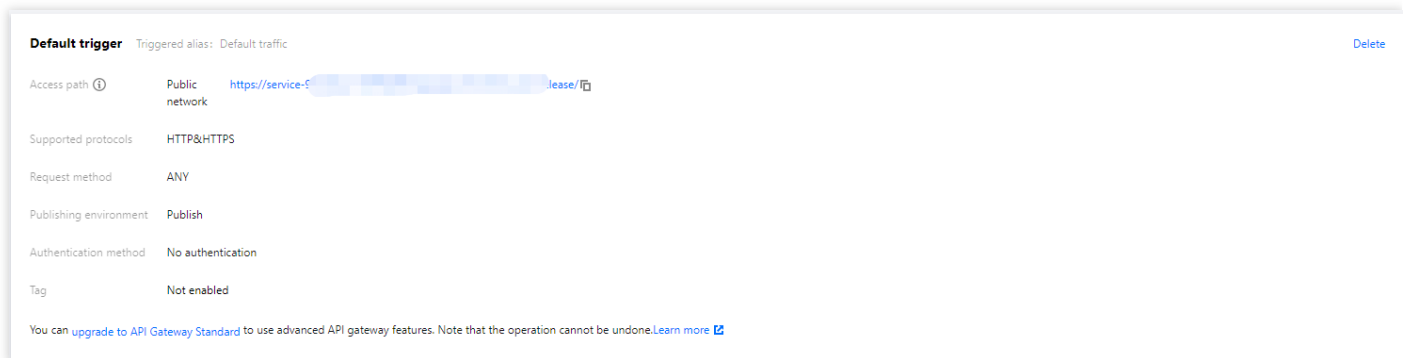 Default trigger Triggered alias: Default traffic Delete
Access path Public network https://service-9 lease/
Supported protocols HTTP&HTTPS
Request method ANY
Publishing environment Publish
Authentication method No authentication
Tag Not enabled
You can upgrade to API Gateway Standard to use advanced API gateway features. Note that the operation cannot be undone.Learn more